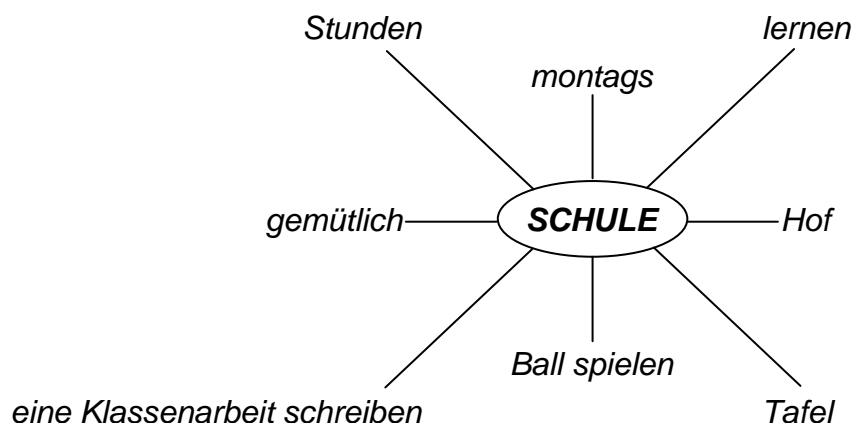 Stunden
lernen
montags
gemütlich
SCHULE
Hof
Ball spielen
eine Klassenarbeit schreiben
Tafel